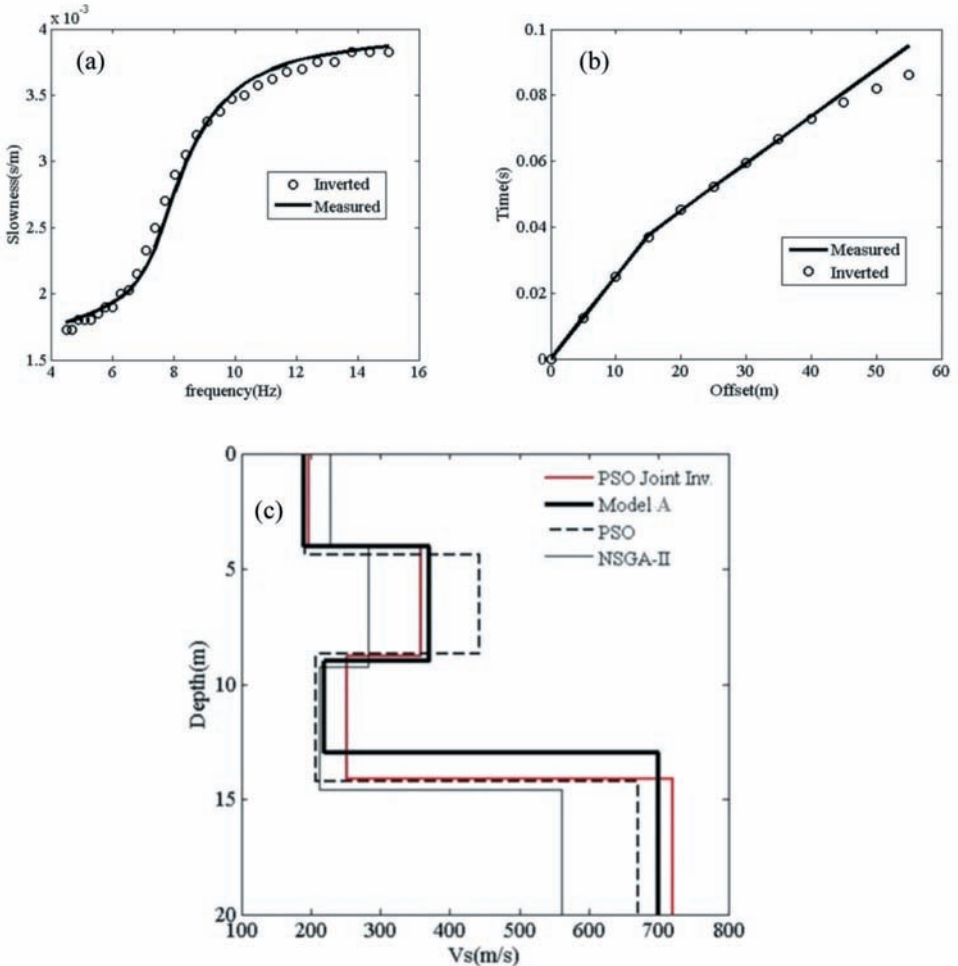 x 10⁻³
4
3.5
3
2.5
2
1.5
4 6 8 10 12 14 16
Slowness(s/m)
frequency(Hz)
(a)
Inverted
Measured
0.1
0.08
0.06
0.04
0.02
0
0 10 20 30 40 50 60
Time(s)
Offset(m)
(b)
Measured
Inverted
0
5
10
15
20
100 200 300 400 500 600 700 800
Depth(m)
Vs(m/s)
(c)
PSO Joint Inv.
Model A
PSO
NSGA-II